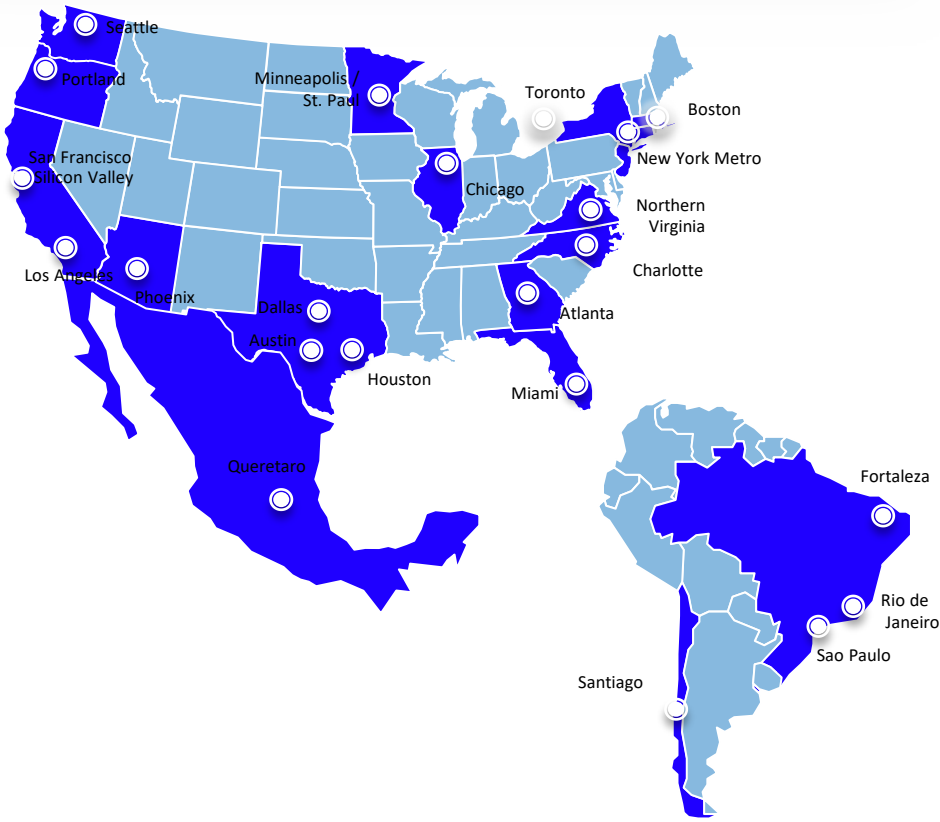 Seattle
Portland
Minneapolis /
St. Paul
Toronto
Boston
New York Metro
San Francisco
Silicon Valley
Chicago
Northern
Virginia
Charlotte
Los Angeles
Phoenix
Dallas
Atlanta
Austin
Houston
Miami
Queretaro
Fortaleza
Rio de
Janeiro
Sao Paulo
Santiago